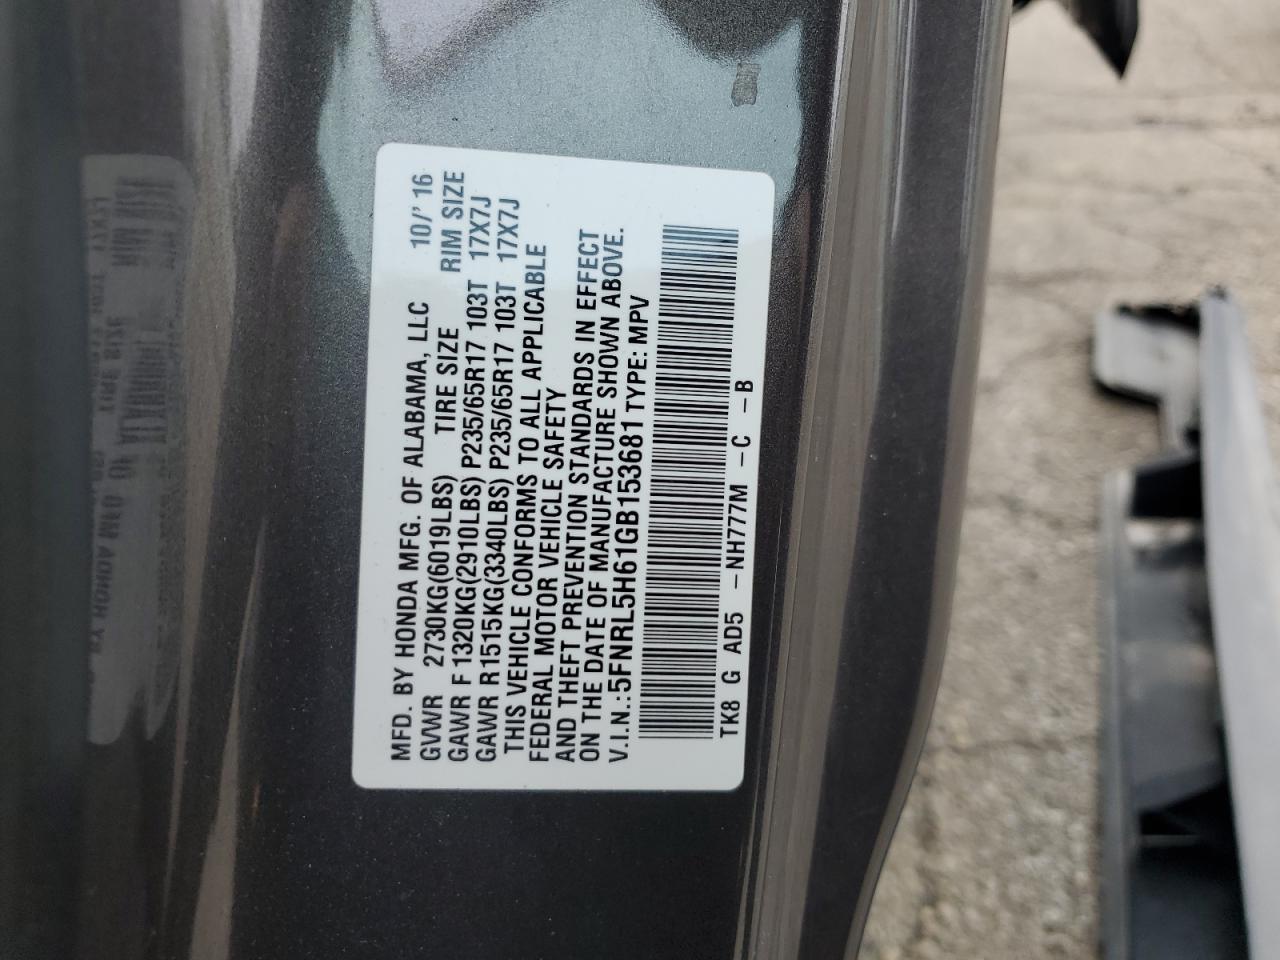 MFD. BY HONDA MFG. OF ALABAMA, LLC 10/'16
GVWR 2730KG(6019LBS) TIRE SIZE RIM SIZE
GAWR F 1320KG(2910LBS) P235/65R17 103T 17X7J
GAWR R 1515KG(3340LBS) P235/65R17 103T 17X7J
THIS VEHICLE CONFORMS TO ALL APPLICABLE
FEDERAL MOTOR VEHICLE SAFETY
AND THEFT PREVENTION STANDARDS IN EFFECT
ON THE DATE OF MANUFACTURE SHOWN ABOVE.
V.I.N.:5FNRL5H61GB153681 TYPE: MPV
TK8 G AD5 -NH777M -C -B